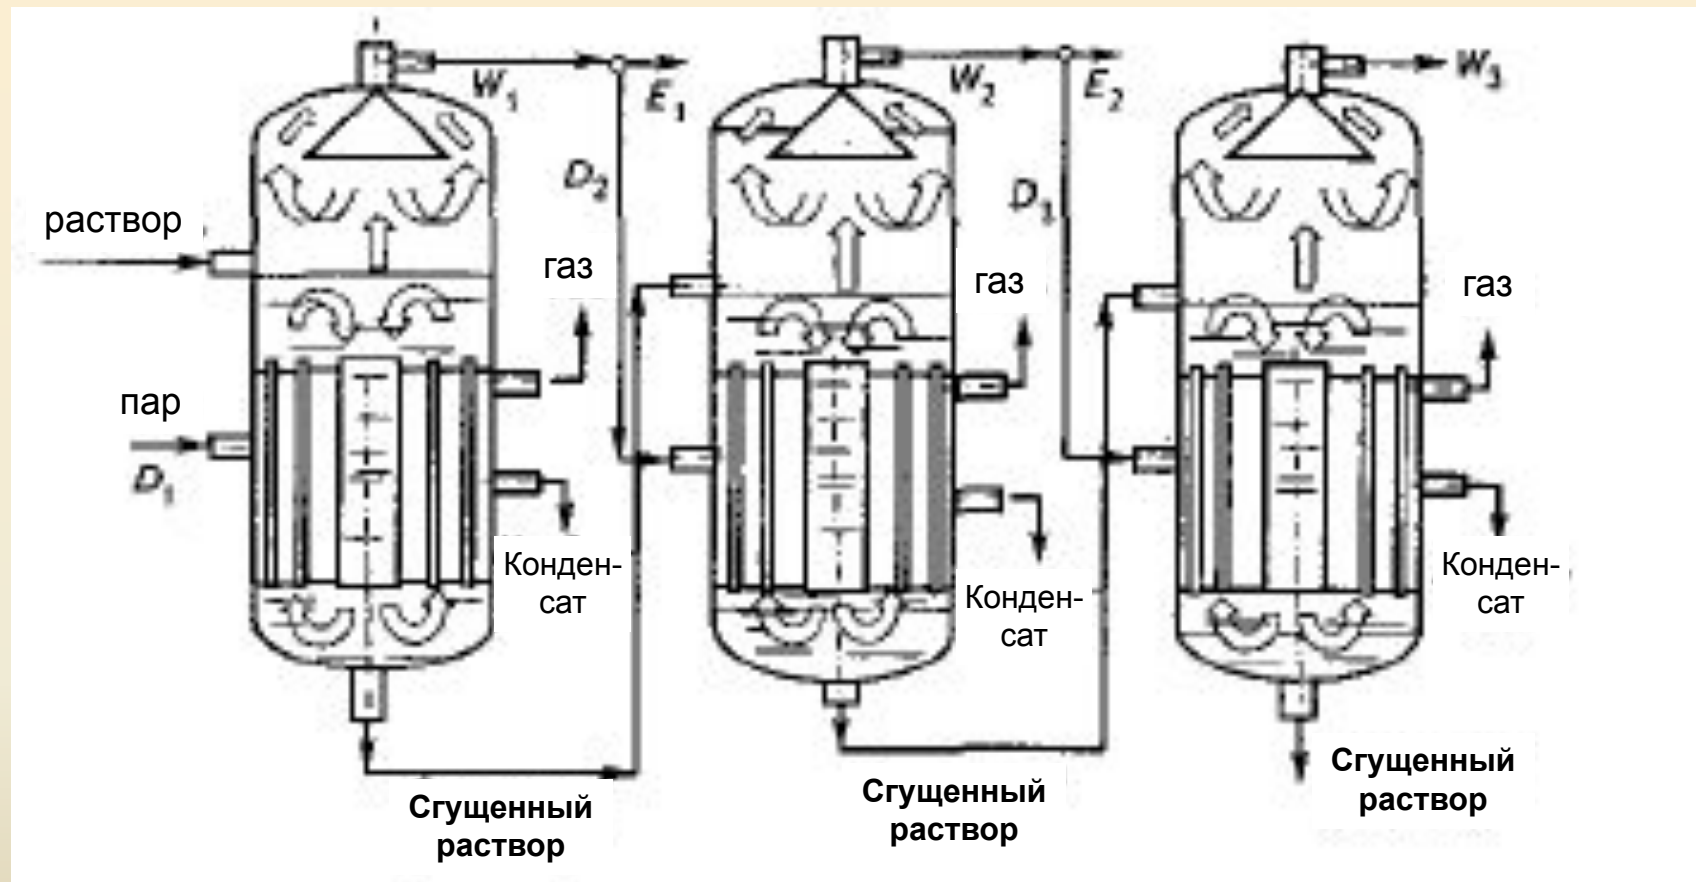 W₁
E₁
W₂
E₂
W₃
D₂
D₃
раствор
газ
газ
газ
пар
D₁
Конден-
сат
Конден-
сат
Конден-
сат
Сгущенный
раствор
Сгущенный
раствор
Сгущенный
раствор